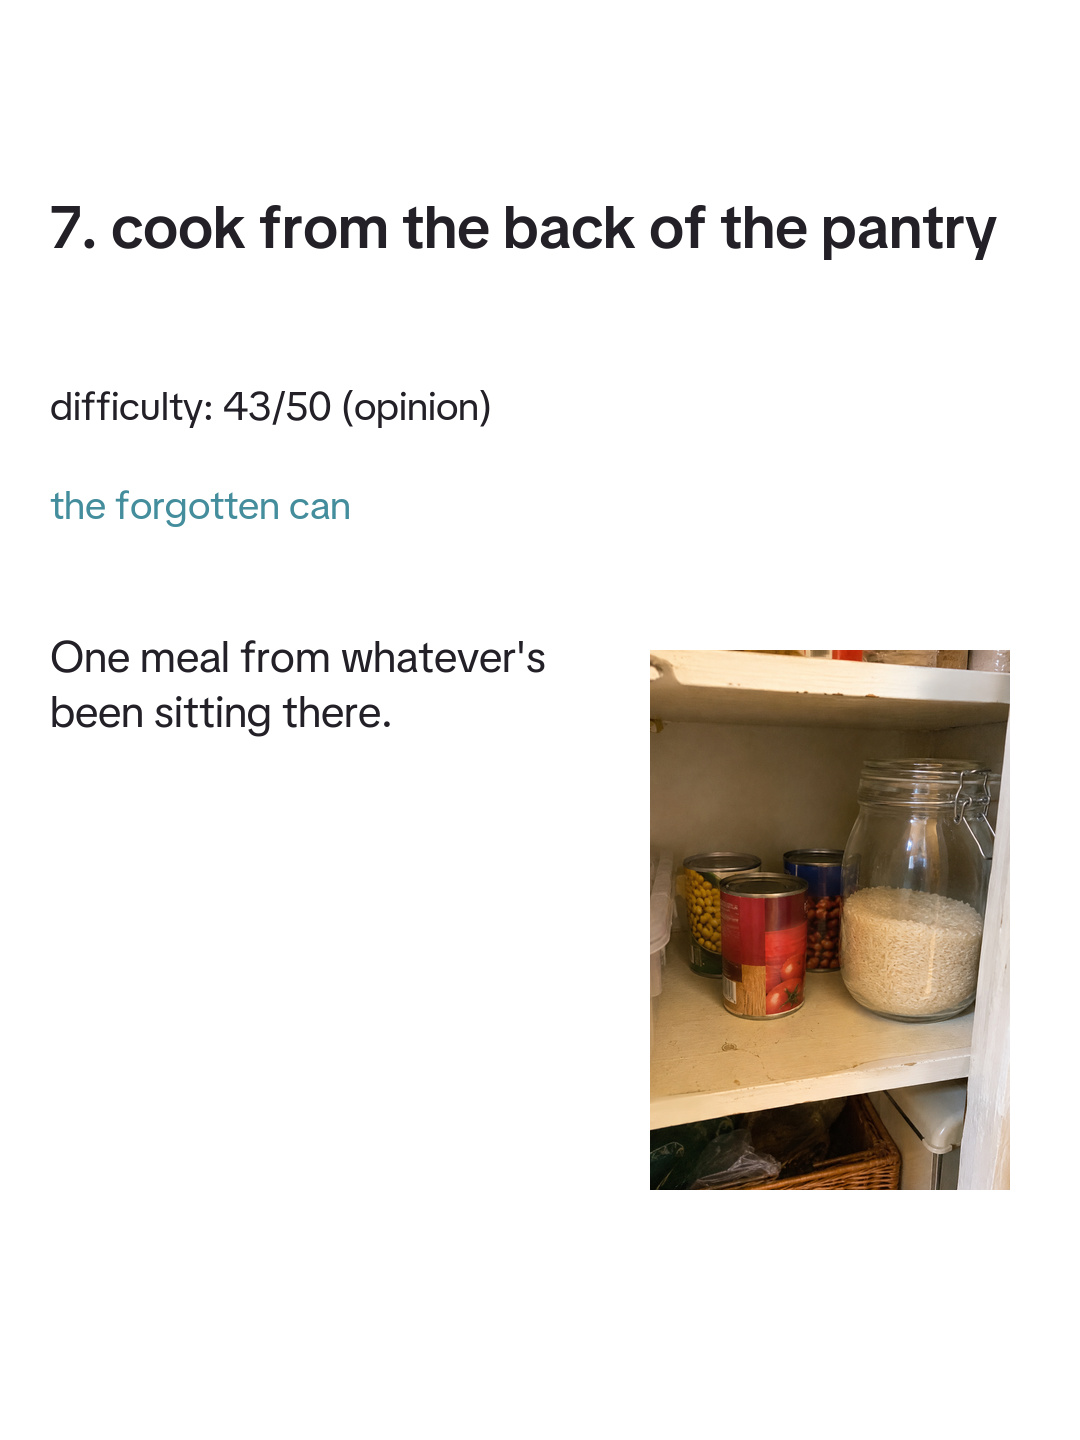 7. cook from the back of the pantry
difficulty: 43/50 (opinion)
the forgotten can
One meal from whatever's
been sitting there.